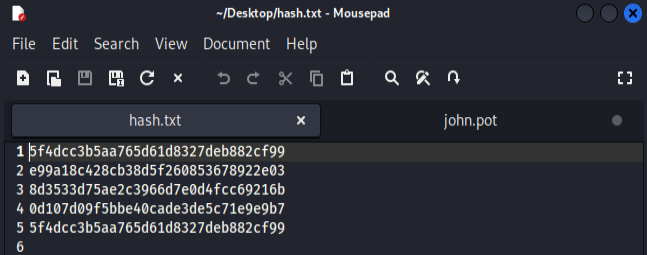 ~/Desktop/hash.txt - Mousepad
File Edit Search View Document Help
hash.txt john.pot
1 5f4dcc3b5aa765d61d8327deb882cf99
2 e99a18c428cb38d5f260853678922e03
3 8d3533d75ae2c3966d7e0d4fcc69216b
4 0d107d09f5bbe40cade3de5c71e9e9b7
5 5f4dcc3b5aa765d61d8327deb882cf99
6